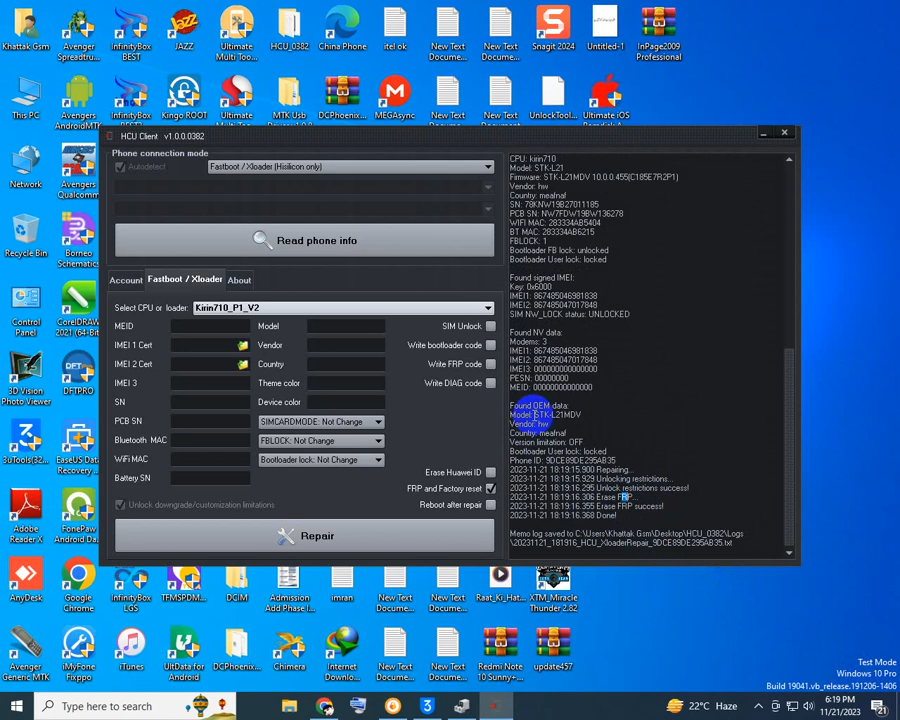 Khattak Gsm
Avenger Spreadtru...
InfinityBox BEST
JAZZ
Ultimate Multi Too...
HCU_0382
China Phone
itel ok
New Text Docume...
New Text Docume...
Snagit 2024
Untitled-1
InPage2009 Professional
This PC
Avengers AndroidMTK
InfinityBox
Kingo ROOT
Ultimate
MTK Usb
DCPhoenix...
MEGAsync
New Text
UnlockTool...
Ultimate iOS
HCU Client v1.0.0.0382
Phone connection mode
Autodetect
Fastboot / Xloader (Hisilicon only)
Read phone info
Account
Fastboot / Xloader
About
Select CPU or loader:
Kirin710_P1_V2
MEID
Model
SIM Unlock
IMEI 1 Cert
Vendor
Write bootloader code
IMEI 2 Cert
Country
Write FRP code
IMEI 3
Theme color
Write DIAG code
SN
Device color
PCB SN
SIMCARDMODE: Not Change
Bluetooth MAC
FBLOCK: Not Change
WiFi MAC
Bootloader lock: Not Change
Battery SN
Erase Huawei ID
FRP and Factory reset
Unlock downgrade/customization limitations
Reboot after repair
Repair
CPU: kirin710
Model: STK-L21
Firmware: STK-L21MDV 10.0.0.455(C185E7R2P1)
Vendor: hw
Country: meafnaf
SN: 78KNW19B27011185
PCB SN: NW7FDW19BW136278
WIFI MAC: 283334AB5404
BT MAC: 283334AB6215
FBLOCK: 1
Bootloader FB lock: unlocked
Bootloader User lock: locked
Found signed IMEI:
Key: 0x6000
IMEI1: 867485046981838
IMEI2: 867485047017848
SIM NW_LOCK status: UNLOCKED
Found NV data:
Modems: 3
IMEI1: 867485046981838
IMEI2: 867485047017848
IMEI3: 000000000000000
PESN: 00000000
MEID: 00000000000000
Found OEM data:
Model: STK-L21MDV
Vendor: hw
Country: meafnaf
Version limitation: OFF
Bootloader User lock: locked
Phone ID: 9DCE89DE295AB35
2023-11-21 18:19:15.900 Repairing...
2023-11-21 18:19:15.929 Unlocking restrictions...
2023-11-21 18:19:16.295 Unlock restrictions success!
2023-11-21 18:19:16.306 Erase FRP...
2023-11-21 18:19:16.355 Erase FRP success!
2023-11-21 18:19:16.368 Done!
Memo log saved to C:\Users\Khattak Gsm\Desktop\HCU_0382\Logs
\20231121_181916_HCU_XloaderRepair_9DCE89DE295AB35.txt
Network
Avengers Qualcomm
Recycle Bin
Borneo Schematics
Control Panel
CorelDRAW 2021 (64-Bit)
3D Vision Photo Viewer
DFTPRO
3uTools(32...
EaseUS Data Recovery ...
Adobe Reader X
FonePaw Android Da...
AnyDesk
Google Chrome
InfinityBox LGS
TFMSPDM...
DCIM
Admission Add Phase I...
imran
New Text Docume...
New Text Docume...
Raat_Ki_Hat...
XTM_Miracle Thunder 2.82
Avenger Generic MTK
iMyFone Fixppo
iTunes
UltData for Android
DCPhoenix...
Chimera
Internet Downlo...
New Text Docume...
New Text Docume...
Redmi Note 10 Sunny+...
update457
Test Mode
Windows 10 Pro
Build 19041.vb_release.191206-1406
Type here to search
22°C Haze
6:19 PM
11/21/2023
21